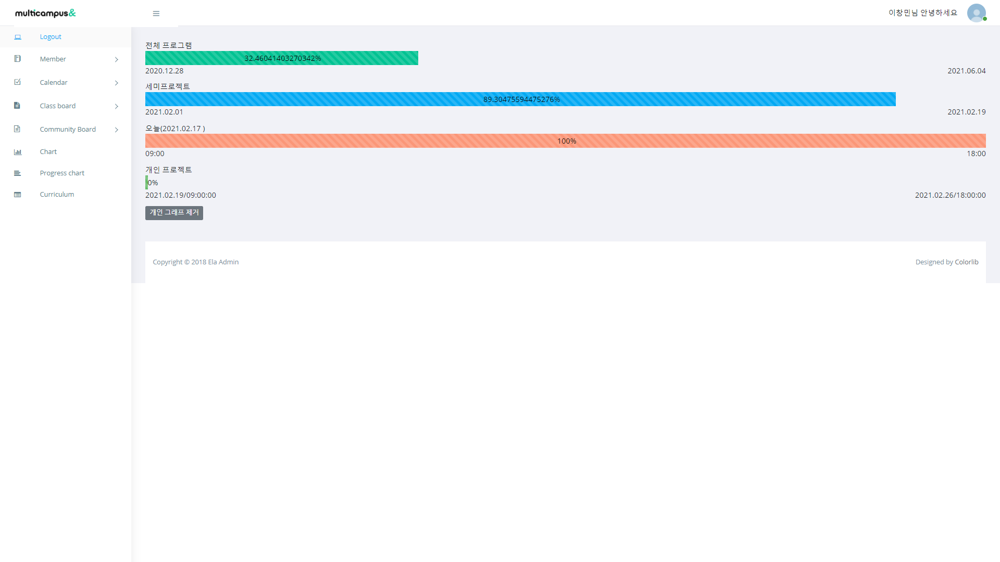 multicampus&
이창민님 안녕하세요
Logout
Member
Calendar
Class board
Community Board
Chart
Progress chart
Curriculum
전체 프로그램
32.46041403270342%
2020.12.28 2021.06.04
세미프로젝트
89.30475594475276%
2021.02.01 2021.02.19
오늘(2021.02.17 )
100%
09:00 18:00
개인 프로젝트
0%
2021.02.19/09:00:00 2021.02.26/18:00:00
개인 그래프 제거
Copyright © 2018 Ela Admin Designed by Colorlib